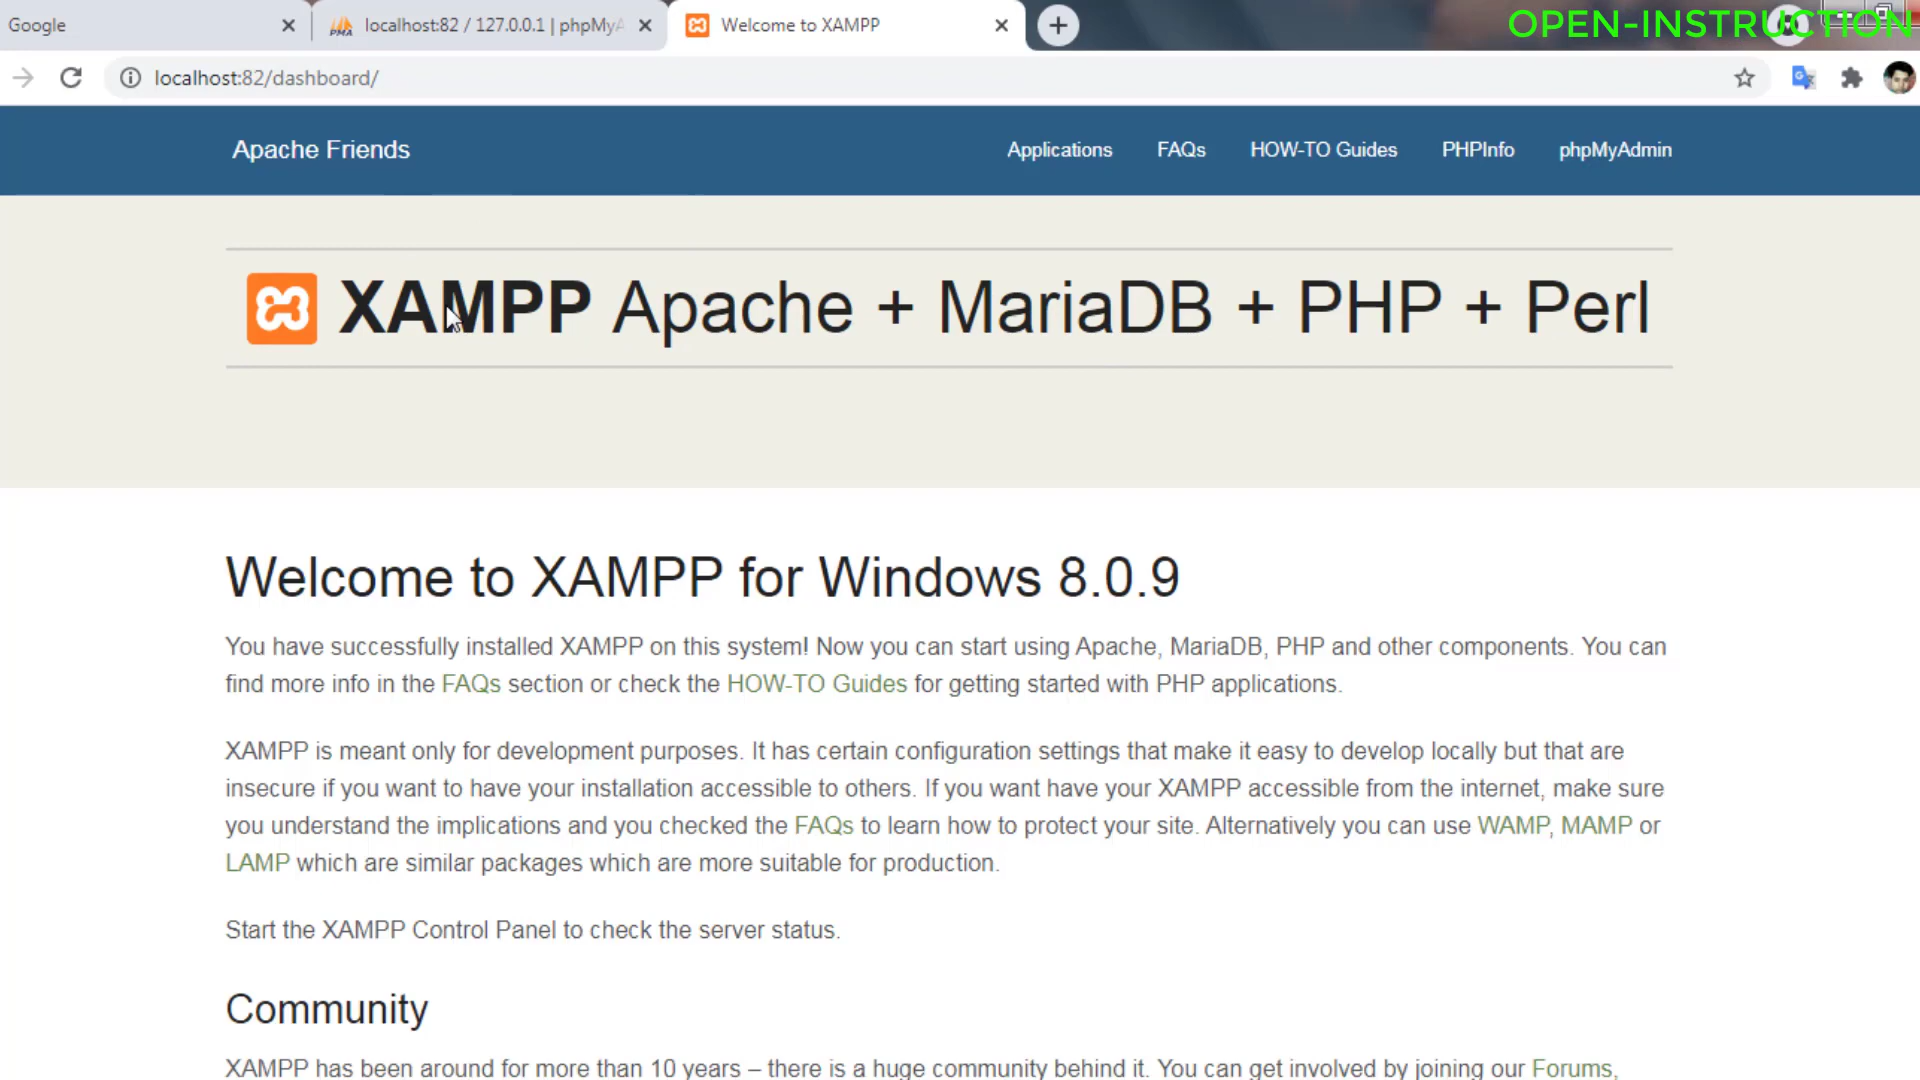 Google
localhost:82 / 127.0.0.1 | phpMyA
Welcome to XAMPP
OPEN-INSTRUCTION
localhost:82/dashboard/
Apache Friends
Applications
FAQs
HOW-TO Guides
PHPInfo
phpMyAdmin
XAMPP Apache + MariaDB + PHP + Perl
Welcome to XAMPP for Windows 8.0.9
You have successfully installed XAMPP on this system! Now you can start using Apache, MariaDB, PHP and other components. You can
find more info in the FAQs section or check the HOW-TO Guides for getting started with PHP applications.
XAMPP is meant only for development purposes. It has certain configuration settings that make it easy to develop locally but that are
insecure if you want to have your installation accessible to others. If you want have your XAMPP accessible from the internet, make sure
you understand the implications and you checked the FAQs to learn how to protect your site. Alternatively you can use WAMP, MAMP or
LAMP which are similar packages which are more suitable for production.
Start the XAMPP Control Panel to check the server status.
Community
XAMPP has been around for more than 10 years – there is a huge community behind it. You can get involved by joining our Forums,